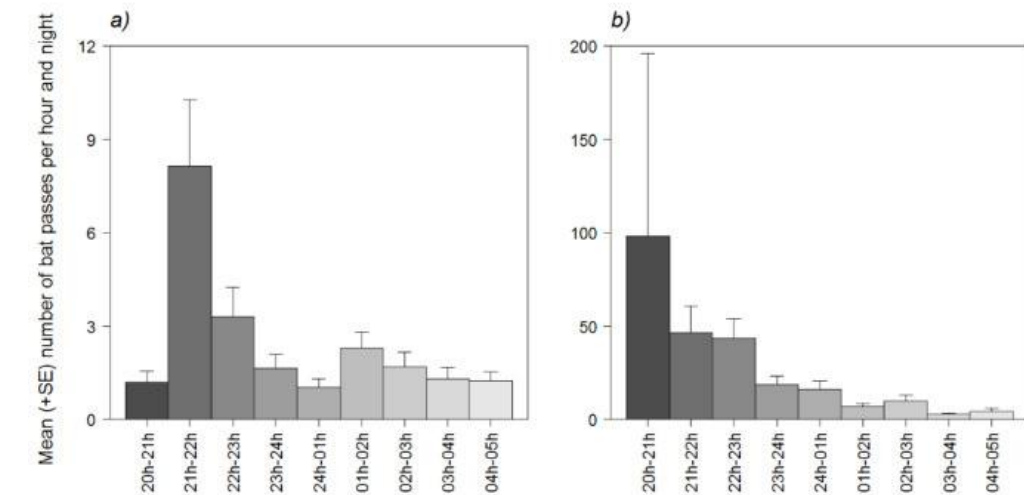 a)
b)
Mean (+SE) number of bat passes per hour and night
12
9
6
3
0
20h-21h
21h-22h
22h-23h
23h-24h
24h-01h
01h-02h
02h-03h
03h-04h
04h-05h
200
150
100
50
0
20h-21h
21h-22h
22h-23h
23h-24h
24h-01h
01h-02h
02h-03h
03h-04h
04h-05h